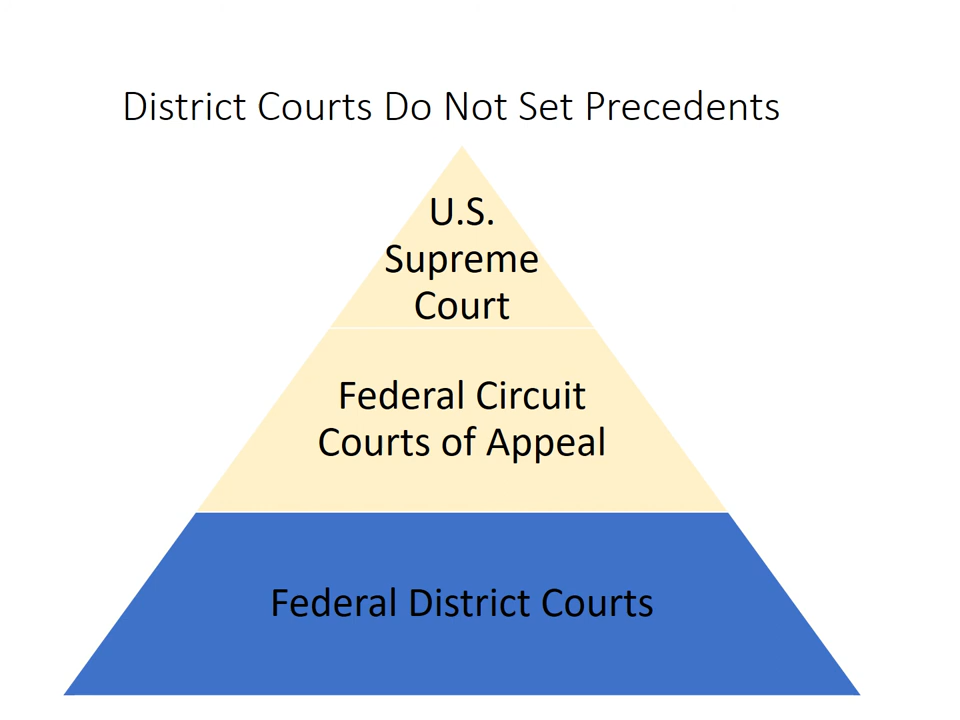 District Courts Do Not Set Precedents
U.S.
Supreme
Court
Federal Circuit
Courts of Appeal
Federal District Courts